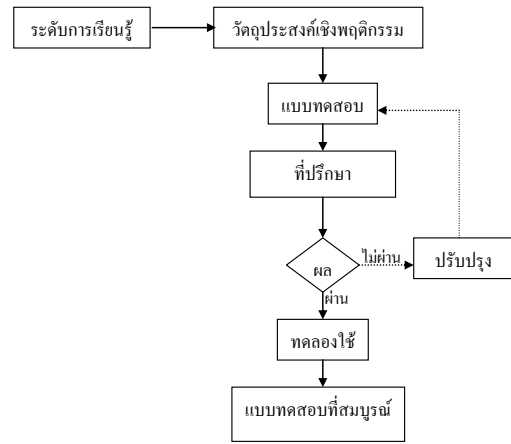 ระดับการเรียนรู้
วัตถุประสงค์เชิงพฤติกรรม
แบบทดสอบ
ที่ปรึกษา
ผล
ไม่ผ่าน
ปรับปรุง
ผ่าน
ทดลองใช้
แบบทดสอบที่สมบูรณ์